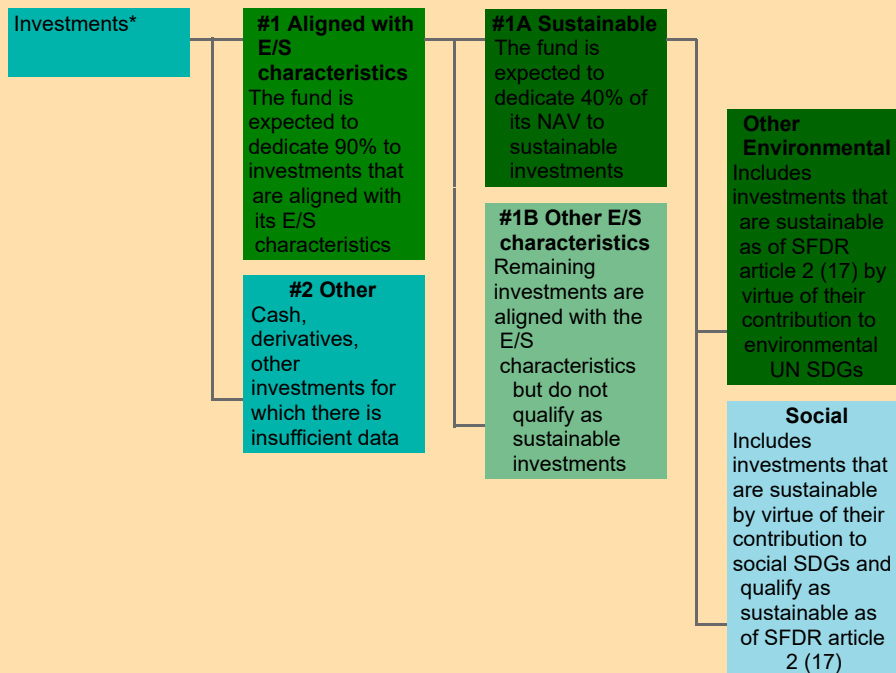 Investments*
#1 Aligned with
E/S
characteristics
The fund is
expected to
dedicate 90% to
investments that
are aligned with
its E/S
characteristics
#2 Other
Cash,
derivatives,
other
investments for
which there is
insufficient data
#1A Sustainable
The fund is
expected to
dedicate 40% of
its NAV to
sustainable
investments
#1B Other E/S
characteristics
Remaining
investments are
aligned with the
E/S
characteristics
but do not
qualify as
sustainable
investments
Other
Environmental
Includes
investments that
are sustainable
as of SFDR
article 2 (17) by
virtue of their
contribution to
environmental
UN SDGs
Social
Includes
investments that
are sustainable
by virtue of their
contribution to
social SDGs and
qualify as
sustainable as
of SFDR article
2 (17)